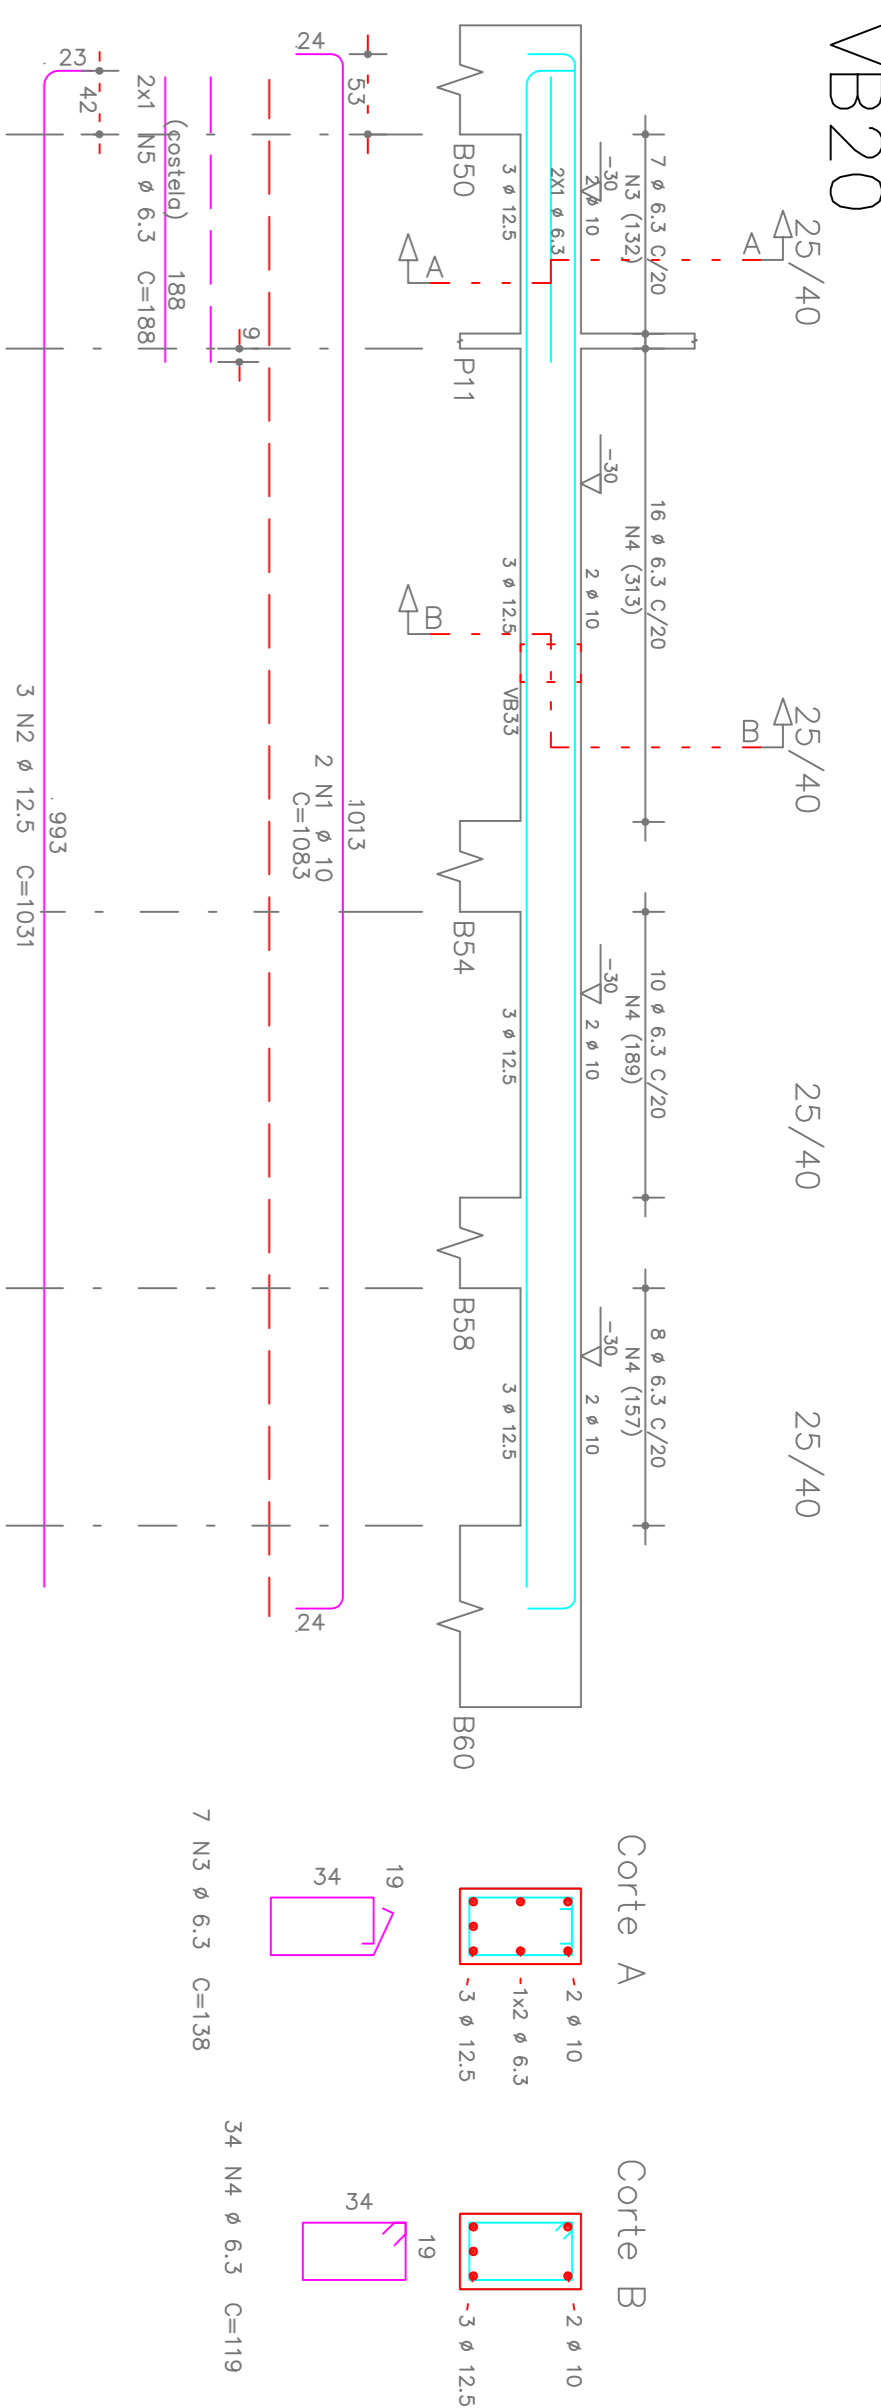 VB20
25/40
25/40
25/40
25/40
A
B
7 ø 6.3 C/20
N3 (132)
16 ø 6.3 C/20
N4 (313)
10 ø 6.3 C/20
N4 (189)
8 ø 6.3 C/20
N4 (157)
-30
-30
-30
-30
2 ø 10
2 ø 10
2 ø 10
2 ø 10
2X1 ø 6.3
3 ø 12.5
3 ø 12.5
VB33
3 ø 12.5
3 ø 12.5
B50
P11
B54
B58
B60
A
B
53
24
1013
24
2 N1 ø 10
C=1083
9
(costela)
188
2x1 N5 ø 6.3 C=188
42
23
993
3 N2 ø 12.5 C=1031
Corte A
2 ø 10
1x2 ø 6.3
3 ø 12.5
19
34
7 N3 ø 6.3 C=138
Corte B
2 ø 10
3 ø 12.5
19
34
34 N4 ø 6.3 C=119